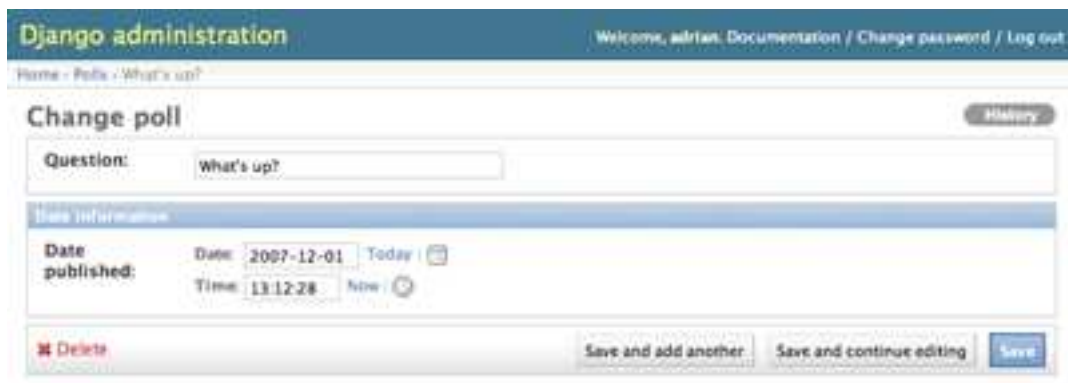 Django administration
Welcome, adrian. Documentation / Change password / Log out
Home › Polls › What's up?
Change poll
History
Question:
What's up?
Date information
Date published:
Date: 2007-12-01 Today |
Time: 13:12:28 Now |
Delete
Save and add another
Save and continue editing
Save